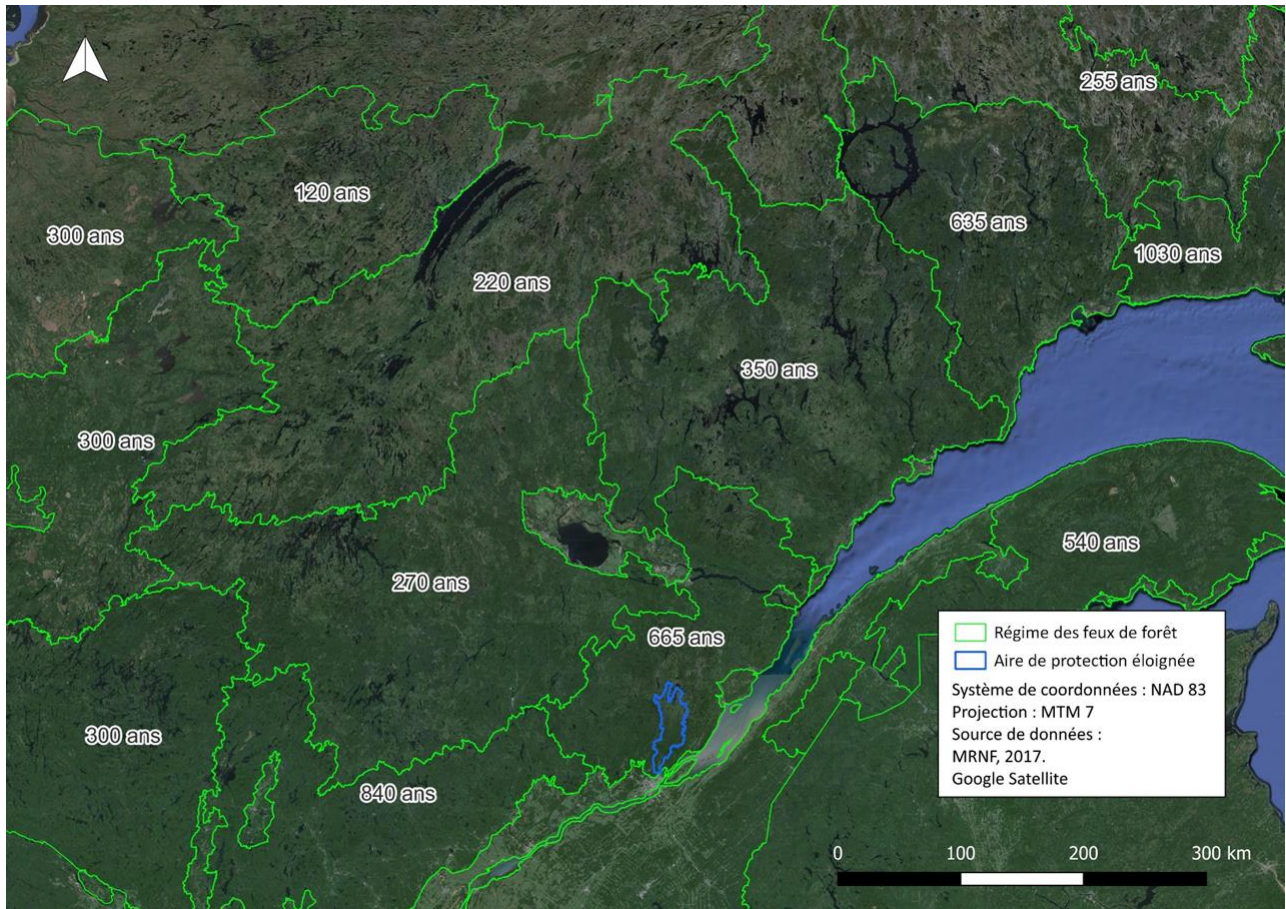 255 ans
120 ans
300 ans
635 ans
1030 ans
220 ans
350 ans
300 ans
540 ans
270 ans
665 ans
300 ans
840 ans
Régime des feux de forêt
Aire de protection éloignée
Système de coordonnées : NAD 83
Projection : MTM 7
Source de données :
MRNF, 2017.
Google Satellite
0 100 200 300 km